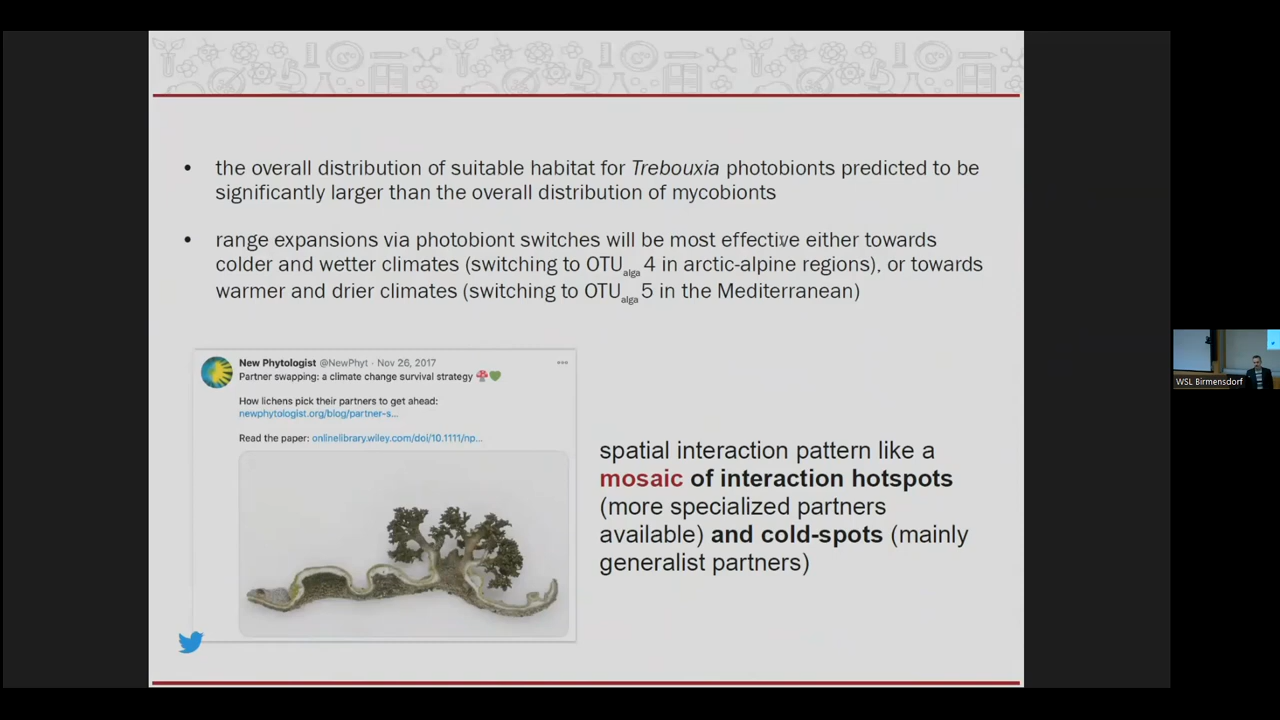 • the overall distribution of suitable habitat for Trebouxia photobionts predicted to be
significantly larger than the overall distribution of mycobionts
• range expansions via photobiont switches will be most effective either towards
colder and wetter climates (switching to OTUalga 4 in arctic-alpine regions), or towards
warmer and drier climates (switching to OTUalga 5 in the Mediterranean)
New Phytologist @NewPhyt · Nov 26, 2017
Partner swapping: a climate change survival strategy 🍄💚
How lichens pick their partners to get ahead:
newphytologist.org/blog/partner-s...
Read the paper: onlinelibrary.wiley.com/doi/10.1111/np...
spatial interaction pattern like a
mosaic of interaction hotspots
(more specialized partners
available) and cold-spots (mainly
generalist partners)
WSL Birmensdorf